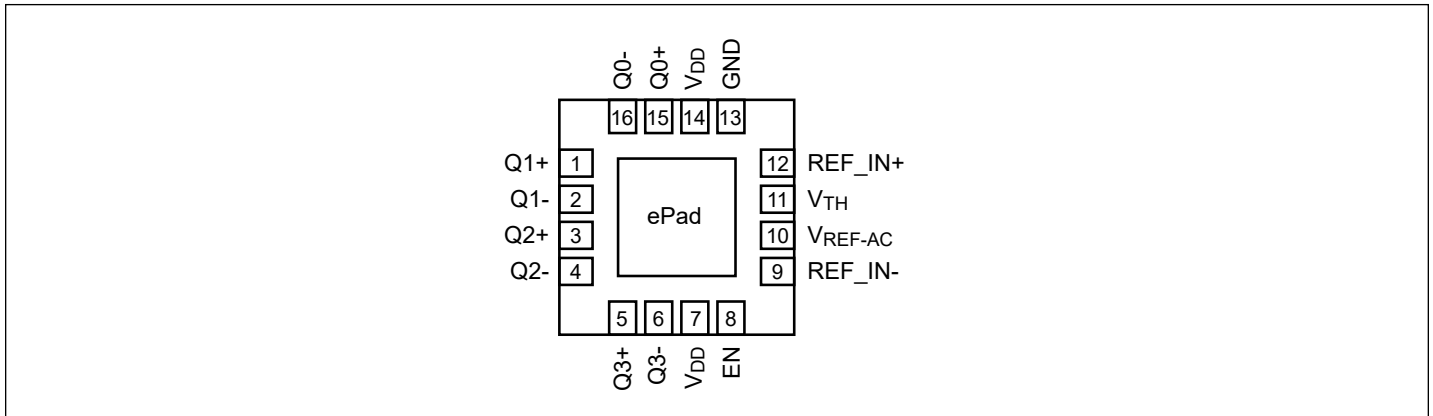 Q0- Q0+ VDD GND
16 15 14 13
Q1+ 1 12 REF_IN+
Q1- 2 11 VTH
ePad
Q2+ 3 10 VREF-AC
Q2- 4 9 REF_IN-
5 6 7 8
Q3+ Q3- VDD EN